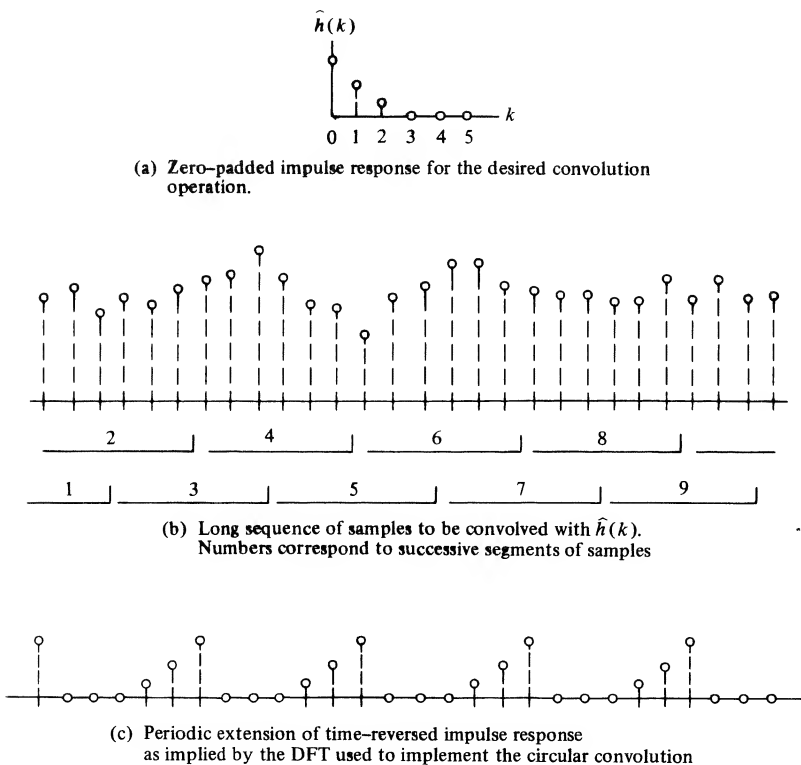 ĥ(k)
k
0 1 2 3 4 5
(a) Zero-padded impulse response for the desired convolution
operation.
2 4 6 8
1 3 5 7 9
(b) Long sequence of samples to be convolved with ĥ(k).
Numbers correspond to successive segments of samples
(c) Periodic extension of time-reversed impulse response
as implied by the DFT used to implement the circular convolution